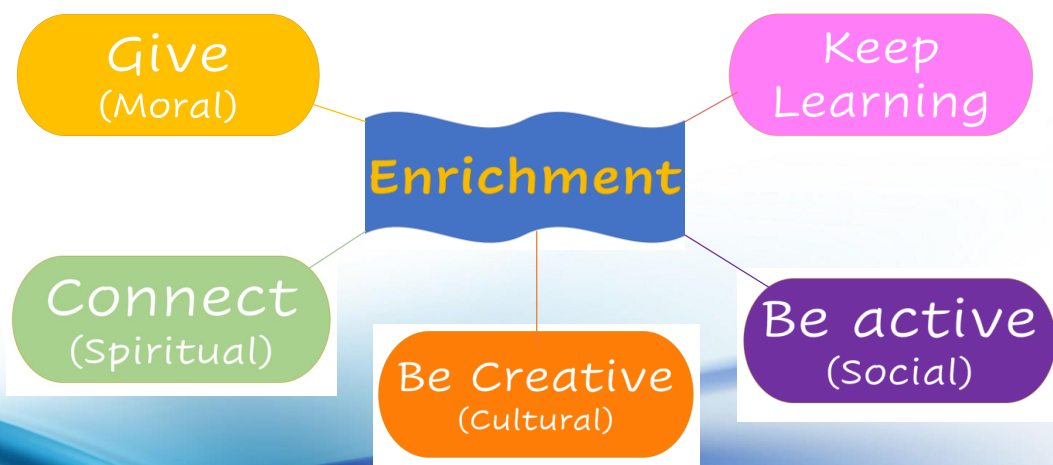 Give
(Moral)
Keep
Learning
Enrichment
Connect
(Spiritual)
Be Creative
(Cultural)
Be active
(Social)